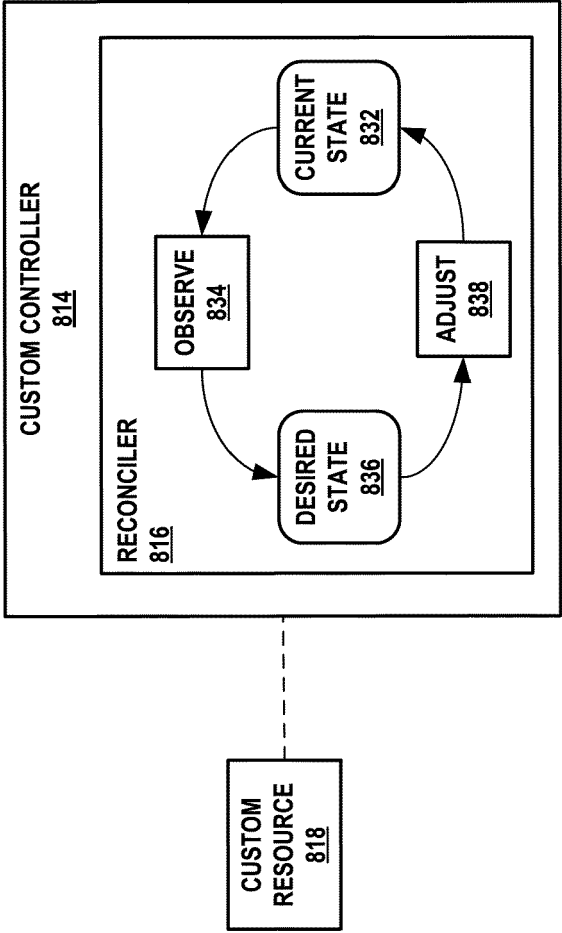 CUSTOM CONTROLLER
814
RECONCILER
816
OBSERVE
834
DESIRED
STATE
836
CURRENT
STATE
832
ADJUST
838
CUSTOM
RESOURCE
818